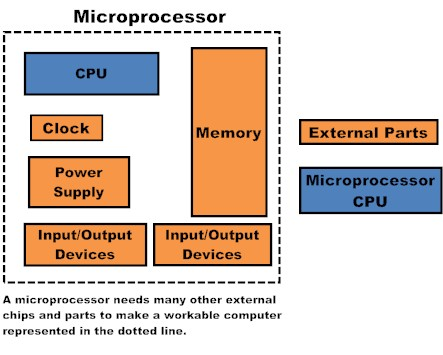 Microprocessor
CPU
Clock
Power
Supply
Memory
Input/Output
Devices
Input/Output
Devices
External Parts
Microprocessor
CPU
A microprocessor needs many other external
chips and parts to make a workable computer
represented in the dotted line.